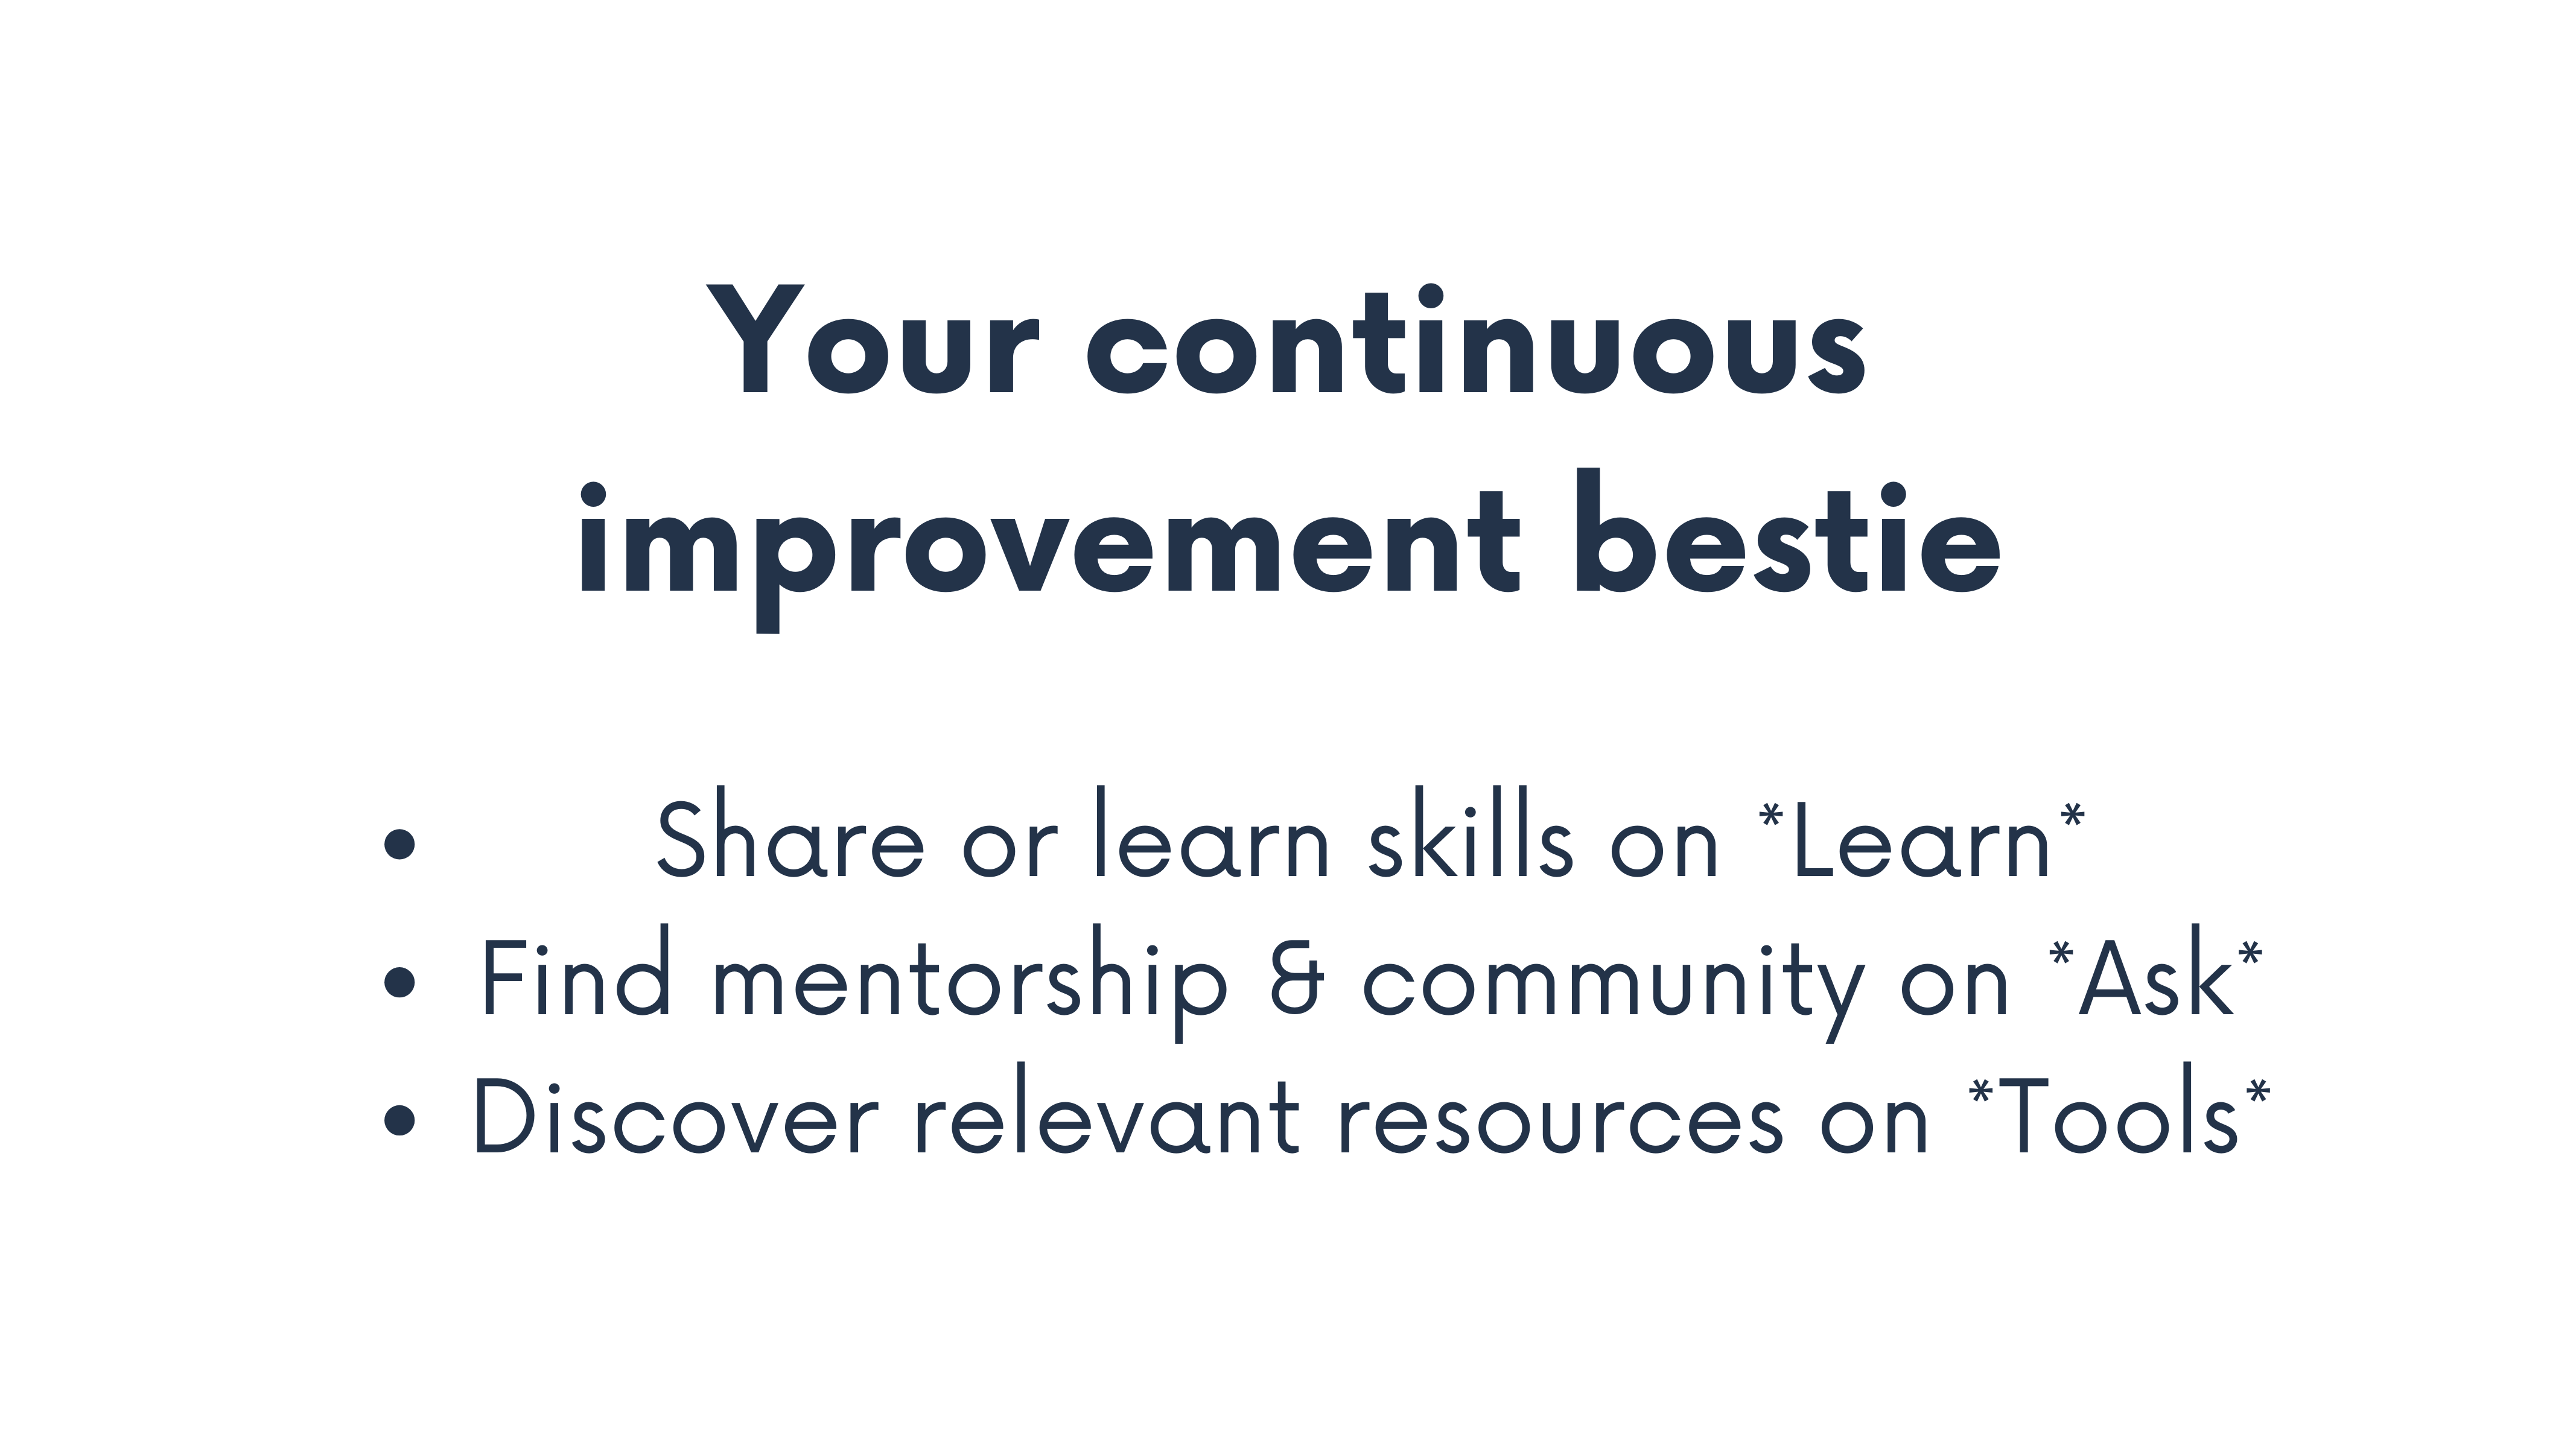 Your continuous
improvement bestie
• Share or learn skills on *Learn*
• Find mentorship & community on *Ask*
• Discover relevant resources on *Tools*